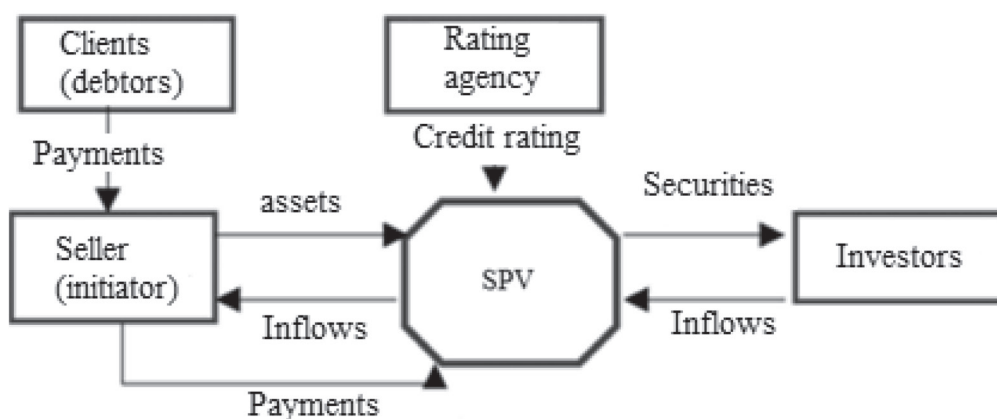 Clients
(debtors)
Rating
agency
Payments
Credit rating
assets
Securities
Seller
(initiator)
SPV
Investors
Inflows
Inflows
Payments